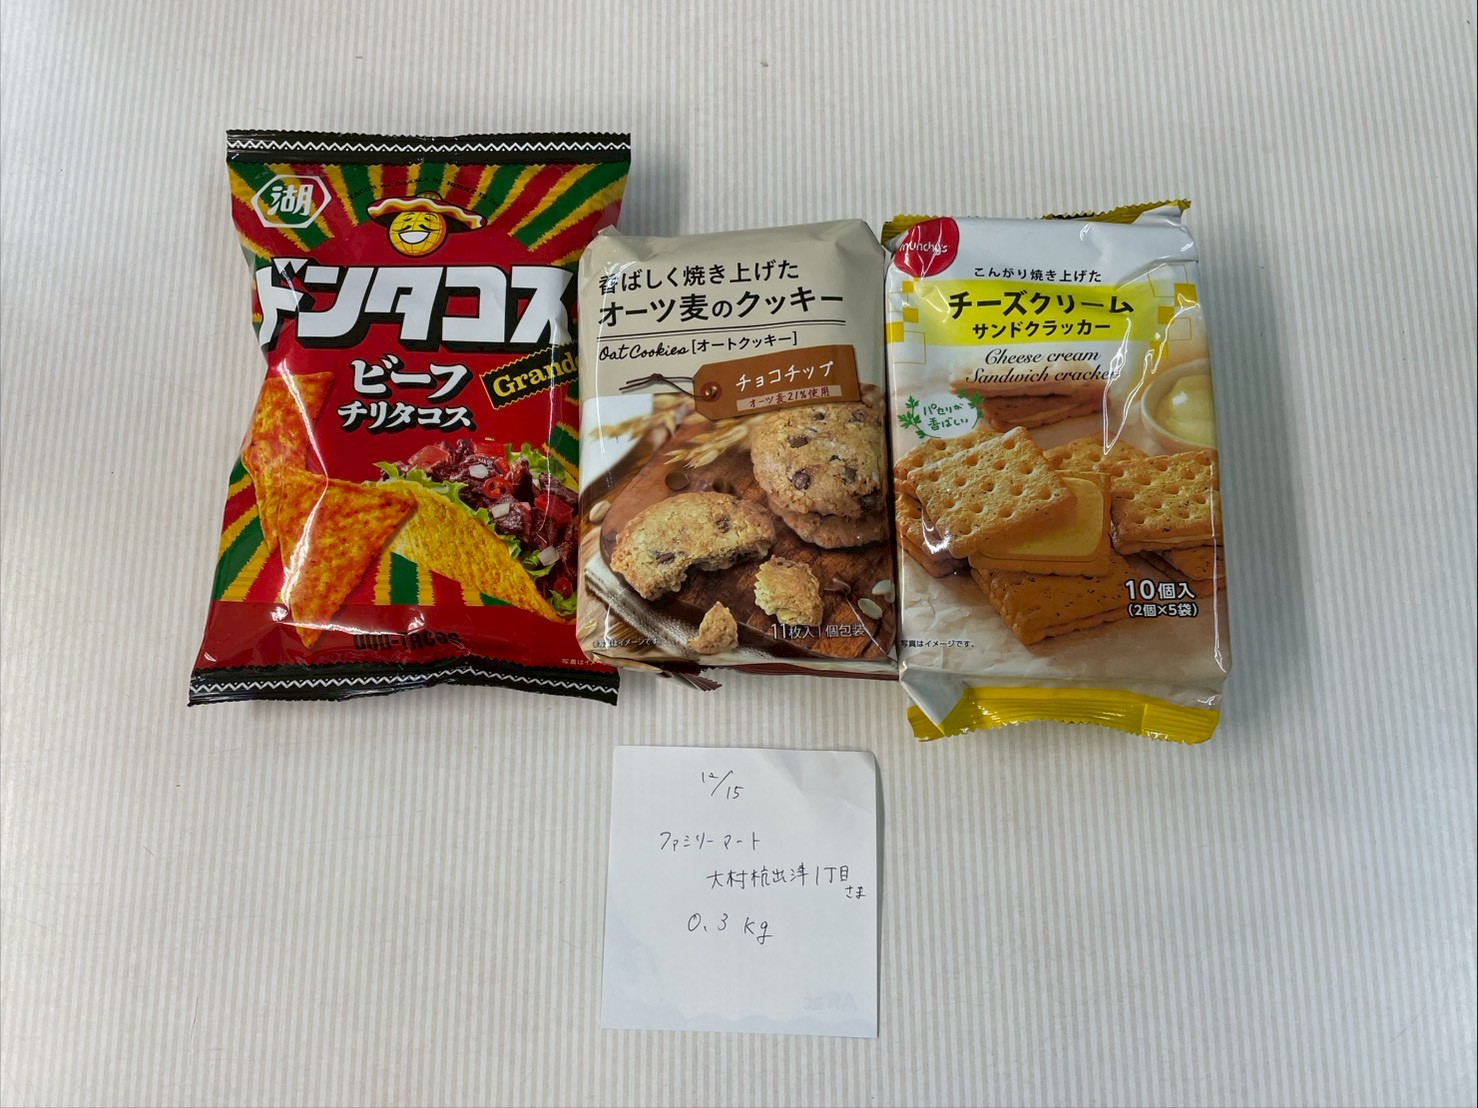 湖
ドンタコス
ビーフ
チリタコス
Grande
DON-TACOS
香ばしく焼き上げた
オーツ麦のクッキー
Oat Cookies [オートクッキー]
チョコチップ
オーツ麦21%使用
11枚入 個包装
munchy's
こんがり焼き上げた
チーズクリーム
サンドクラッカー
Cheese cream
Sandwich cracker
パセリが
香ばしい
10個入
(2個×5袋)
写真はイメージです。
12/15
ファミリーマート
大村杭出津1丁目
さま
0.3kg